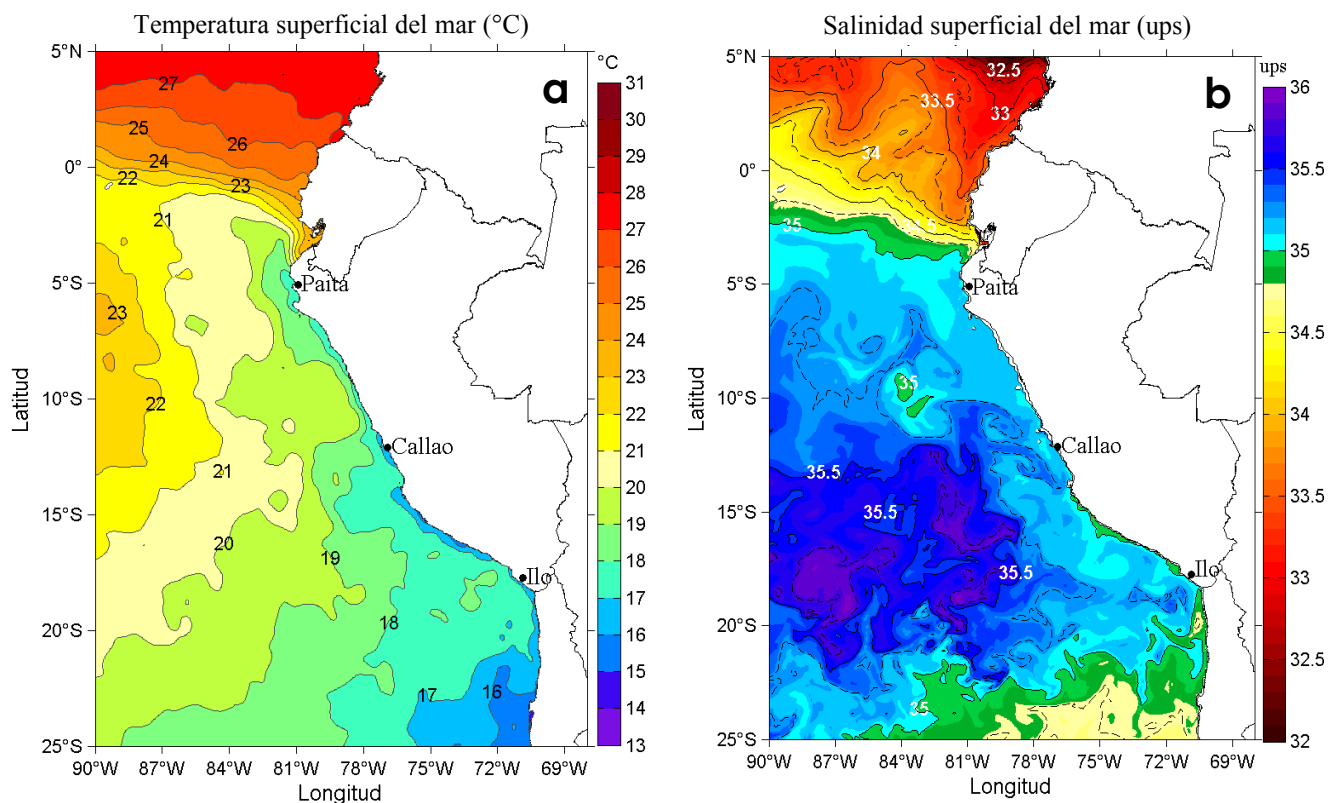 Temperatura superficial del mar (°C)
5°N
0°
5°S
10°S
15°S
20°S
25°S
Latitud
90°W 87°W 84°W 81°W 78°W 75°W 72°W 69°W
Longitud
a
27
25
26
24
22
23
21
23
22
21
20
19
18
17
16
Paita
Callao
Ilo
°C
31
30
29
28
27
26
25
24
23
22
21
20
19
18
17
16
15
14
13
Salinidad superficial del mar (ups)
5°N
0°
5°S
10°S
15°S
20°S
25°S
Latitud
90°W 87°W 84°W 81°W 78°W 75°W 72°W 69°W
Longitud
b
32.5
33.5
33
34
34.5
35
35
35.5
35.5
35.5
35
Paita
Callao
Ilo
ups
36
35.5
35
34.5
34
33.5
33
32.5
32